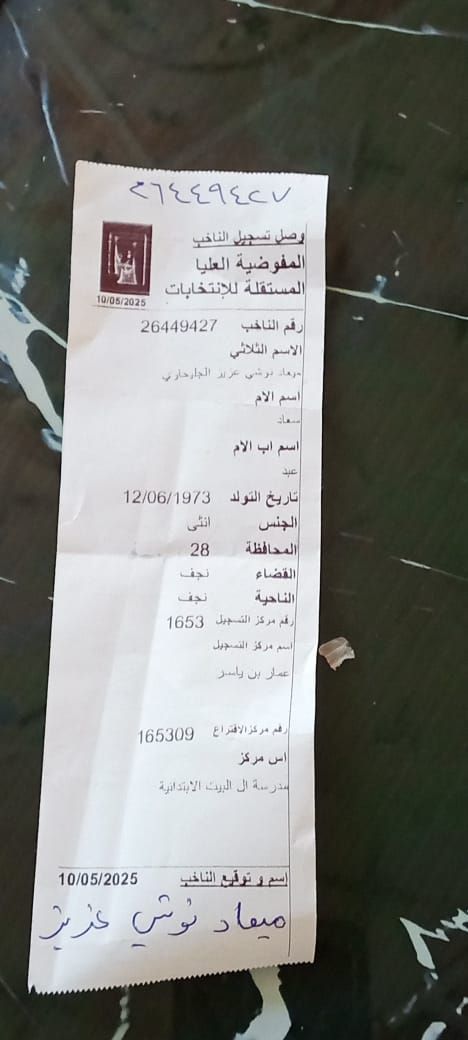 ٢٦٤٤٩٤٢٧
وصل تسجيل الناخب
المفوضية العليا
المستقلة للإنتخابات
10/05/2025
رقم الناخب 26449427
الاسم الثلاثي
ميعاد نوشي عزيز
اسم الام
سعاد
اسم اب الام
عبد
تاريخ التولد 12/06/1973
الجنس انثى
المحافظة 28
القضاء نجف
الناحية نجف
رقم مركز التسجيل 1653
اسم مركز التسجيل
عمار بن ياسر
رقم مركز الاقتراع 165309
اس مركز
مدرسة ال البيت الابتدائية
اسم و توقيع الناخب 10/05/2025
ميعاد نوشي عزيز